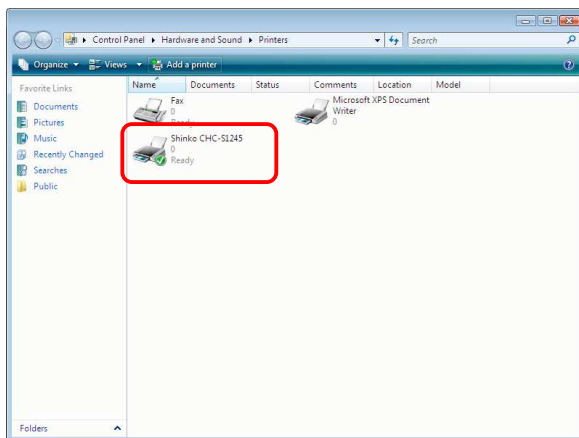 Control Panel ▸ Hardware and Sound ▸ Printers Search
Organize Views Add a printer
Favorite Links
Documents
Pictures
Music
Recently Changed
Searches
Public
Folders
Name Documents Status Comments Location Model
Fax
0
Ready
Microsoft XPS Document
Writer
0
Shinko CHC-S1245
0
Ready